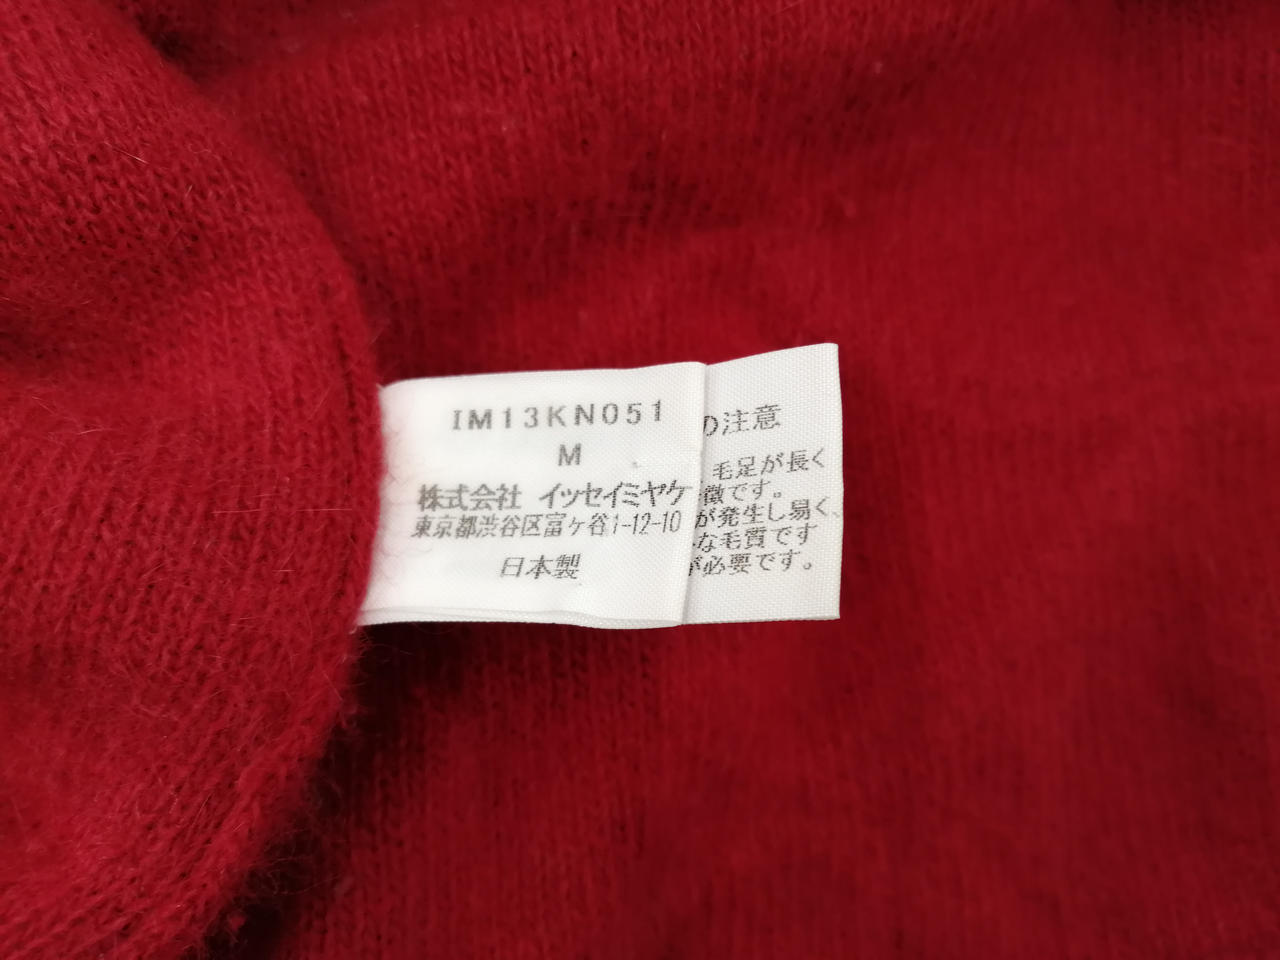 IM13KN051
M
株式会社 イッセイミヤケ
東京都渋谷区富ヶ谷1-12-10
日本製
の注意
毛足が長く
徴です。
が発生し易く、
な毛質です
が必要です。